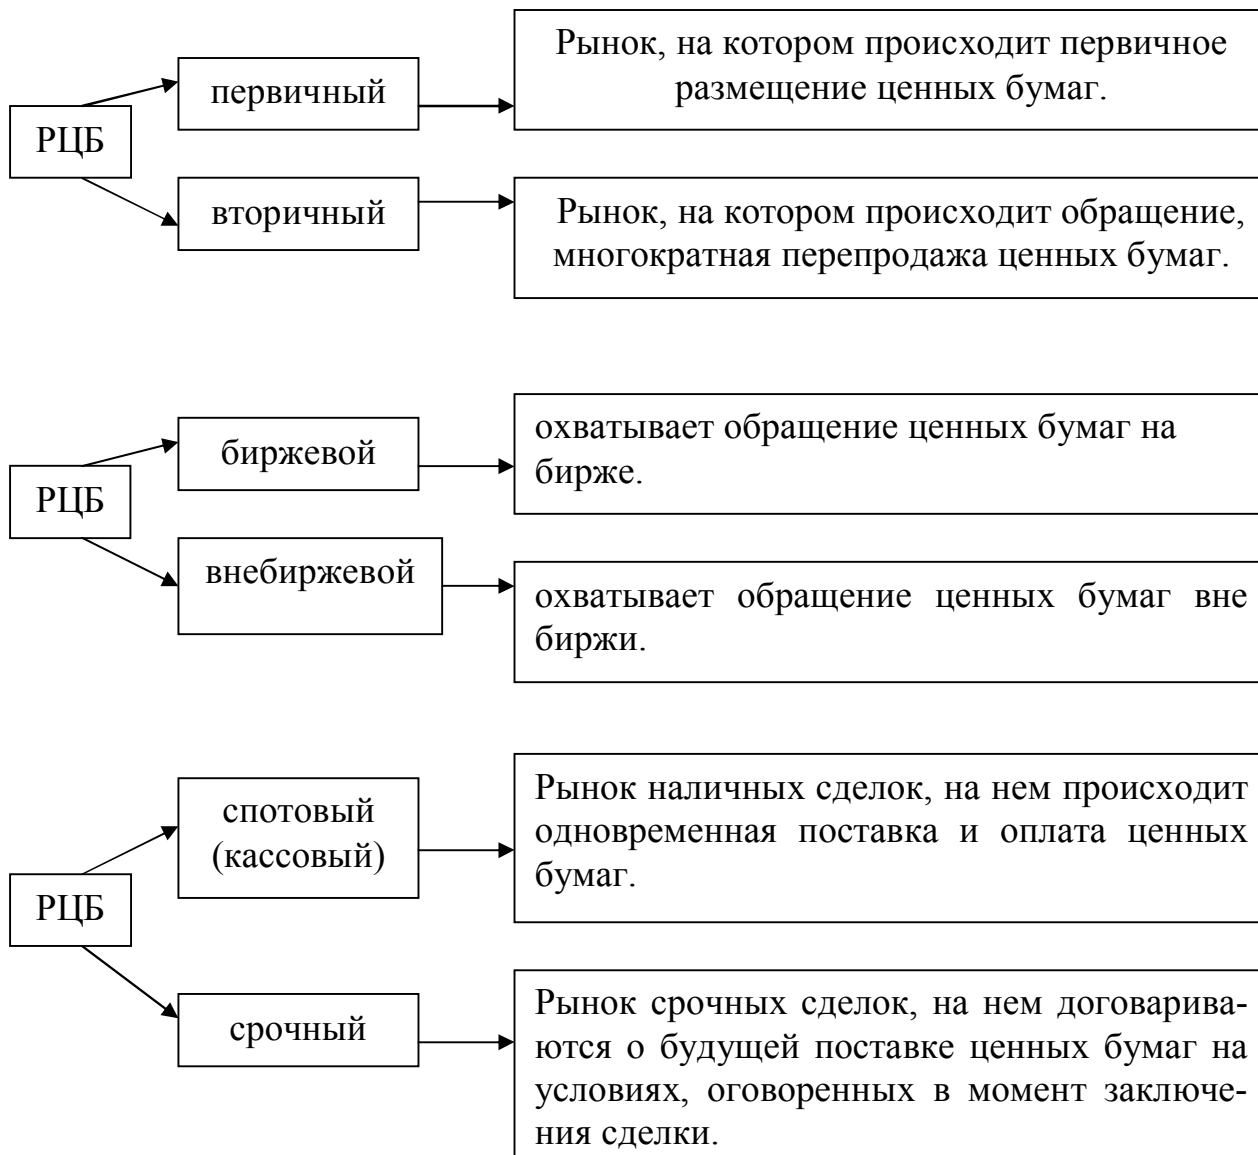 РЦБ
первичный
Рынок, на котором происходит первичное
размещение ценных бумаг.
вторичный
Рынок, на котором происходит обращение,
многократная перепродажа ценных бумаг.
РЦБ
биржевой
охватывает обращение ценных бумаг на
бирже.
внебиржевой
охватывает обращение ценных бумаг вне
биржи.
РЦБ
спотовый
(кассовый)
Рынок наличных сделок, на нем происходит
одновременная поставка и оплата ценных
бумаг.
срочный
Рынок срочных сделок, на нем договарива-
ются о будущей поставке ценных бумаг на
условиях, оговоренных в момент заключе-
ния сделки.